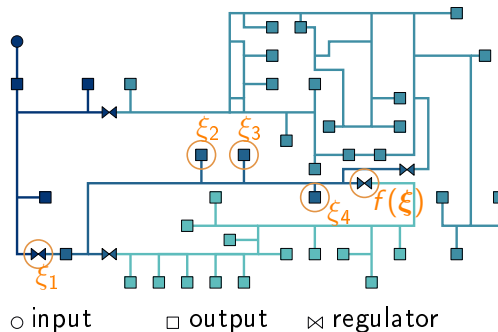 ξ₂ ξ₃
ξ₄ f(ξ)
ξ₁
input output regulator